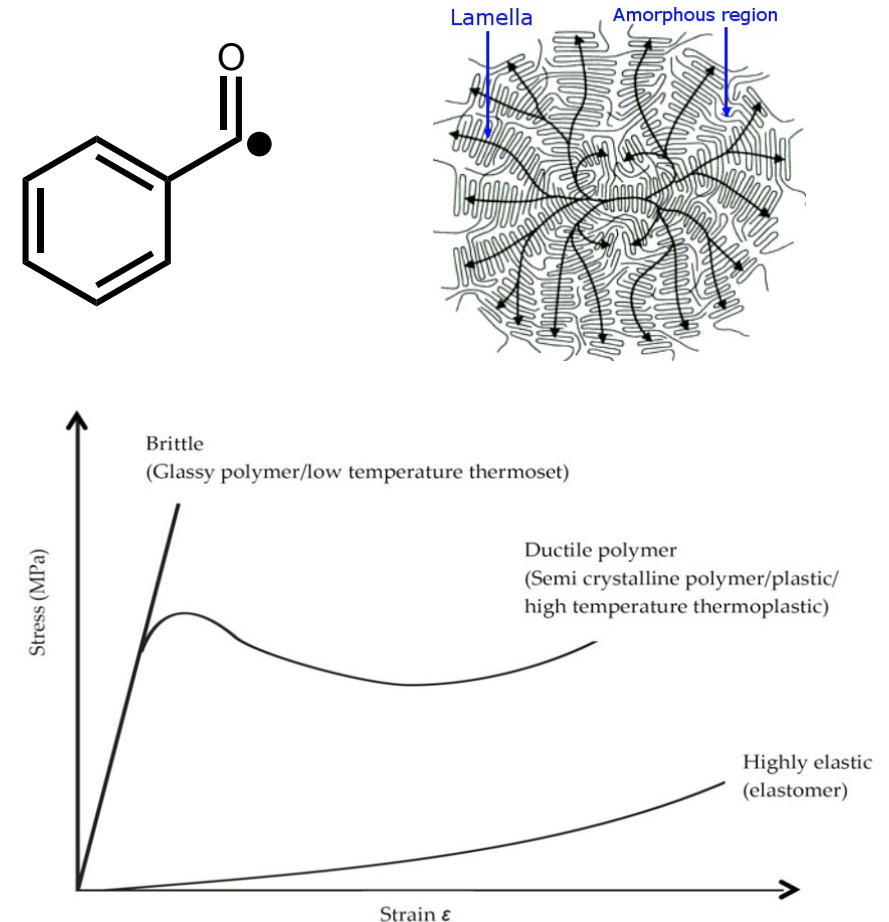 O
Lamella
Amorphous region
Brittle
(Glassy polymer/low temperature thermoset)
Ductile polymer
(Semi crystalline polymer/plastic/
high temperature thermoplastic)
Stress (MPa)
Highly elastic
(elastomer)
Strain ε